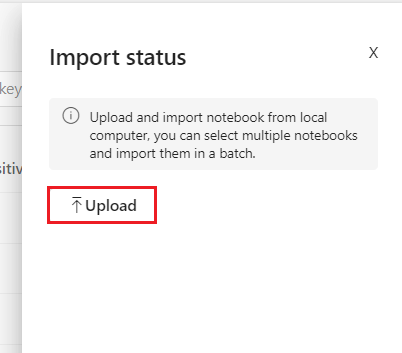 Import status
X
Upload and import notebook from local
computer, you can select multiple notebooks
and import them in a batch.
Upload
key
sitiv